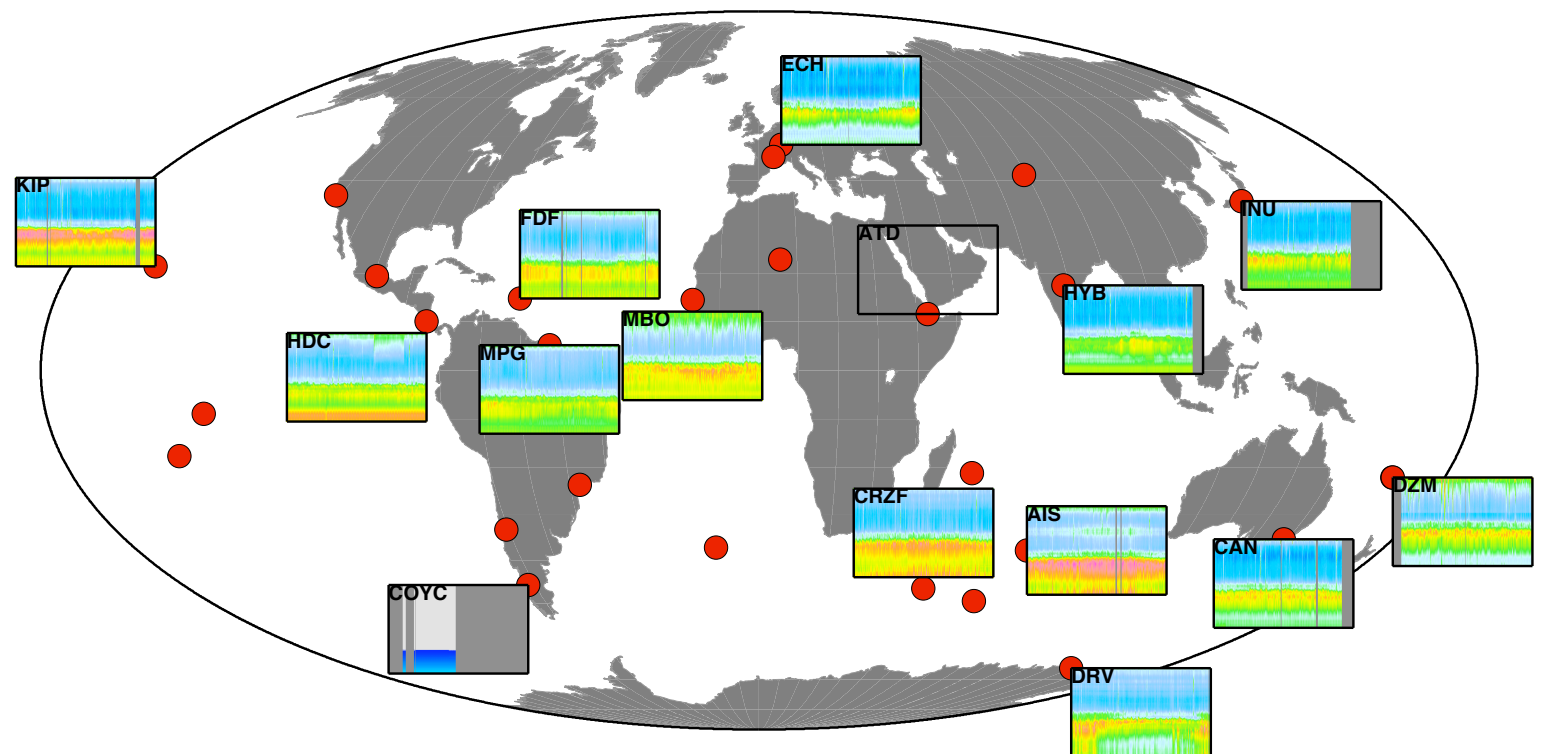 ECH
KIP
INU
FDF
ATD
HYB
MBO
HDC
MPG
DZM
CRZF
AIS
CAN
COYC
DRV